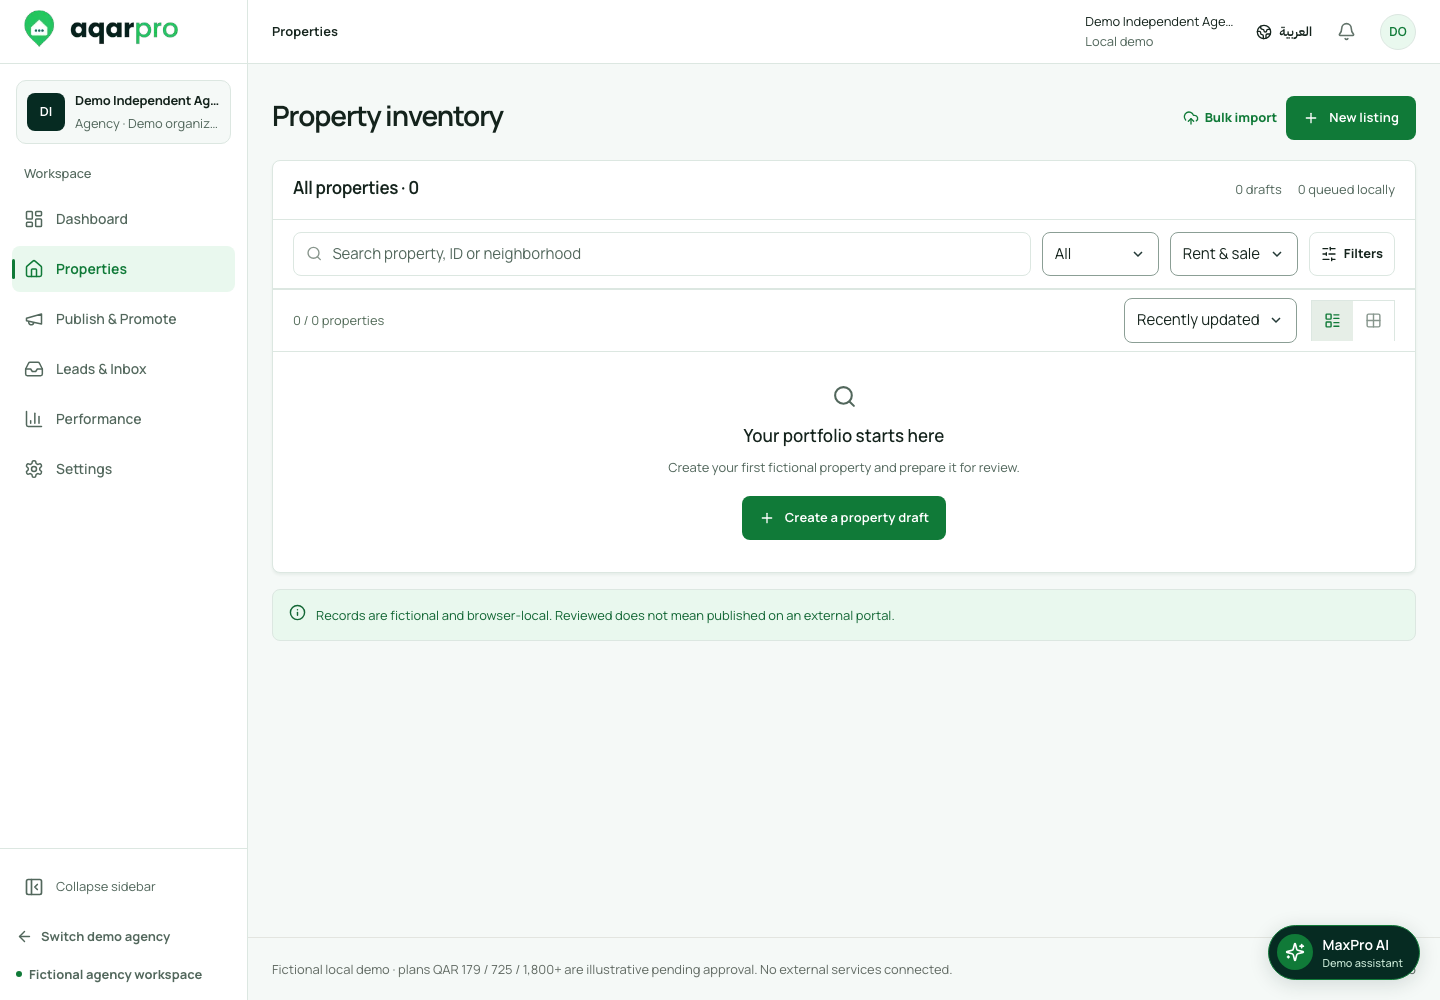 aqarpro
Properties
Demo Independent Age...
Local demo
العربية
DO
DI
Demo Independent Ag...
Agency · Demo organiz...
Workspace
Dashboard
Properties
Publish & Promote
Leads & Inbox
Performance
Settings
Collapse sidebar
Switch demo agency
Fictional agency workspace
Property inventory
Bulk import
New listing
All properties · 0
0 drafts
0 queued locally
Search property, ID or neighborhood
All
Rent & sale
Filters
0 / 0 properties
Recently updated
Your portfolio starts here
Create your first fictional property and prepare it for review.
Create a property draft
Records are fictional and browser-local. Reviewed does not mean published on an external portal.
Fictional local demo · plans QAR 179 / 725 / 1,800+ are illustrative pending approval. No external services connected.
MaxPro AI
Demo assistant